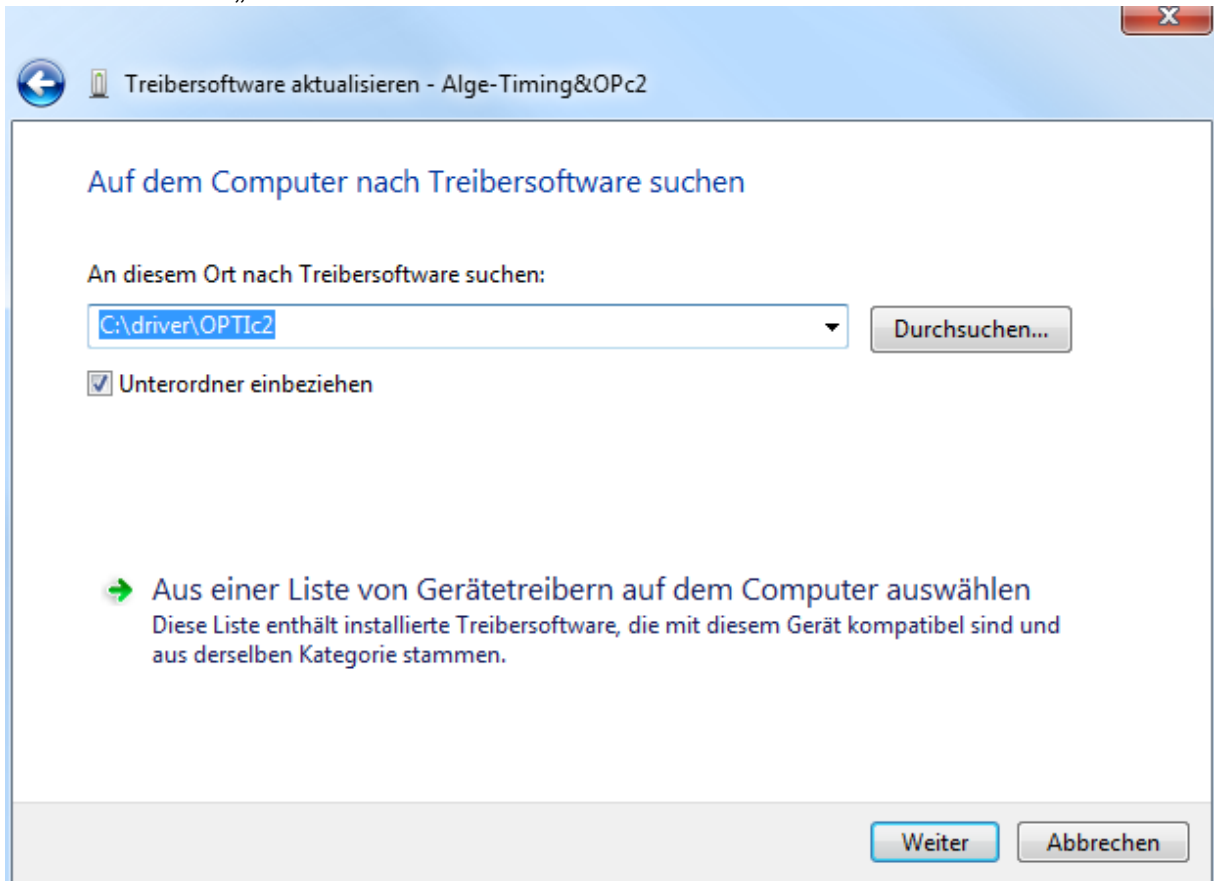 „
x
Treibersoftware aktualisieren - Alge-Timing&OPc2
Auf dem Computer nach Treibersoftware suchen
An diesem Ort nach Treibersoftware suchen:
C:\driver\OPTIc2
Durchsuchen...
Unterordner einbeziehen
Aus einer Liste von Gerätetreibern auf dem Computer auswählen
Diese Liste enthält installierte Treibersoftware, die mit diesem Gerät kompatibel sind und
aus derselben Kategorie stammen.
Weiter
Abbrechen